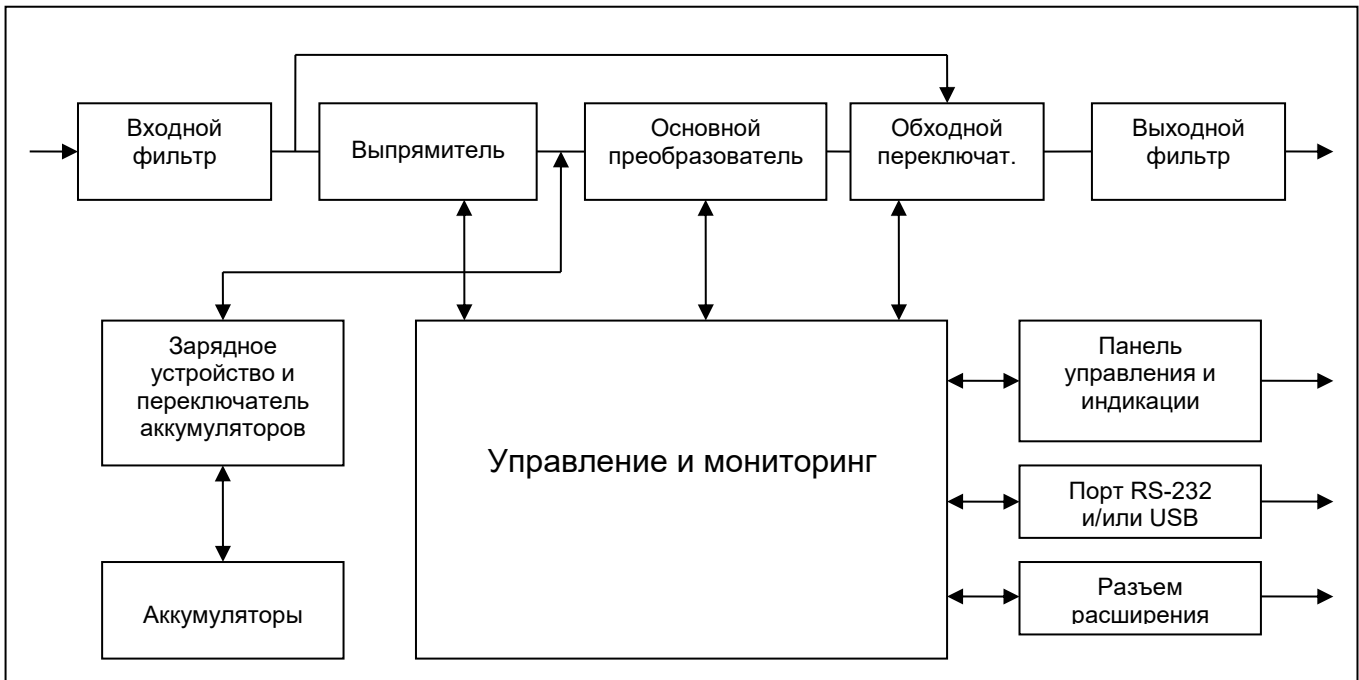 Входной
фильтр
Выпрямитель
Основной
преобразователь
Обходной
переключат.
Выходной
фильтр
Зарядное
устройство и
переключатель
аккумуляторов
Управление и мониторинг
Панель
управления и
индикации
Порт RS-232
и/или USB
Аккумуляторы
Разъем
расширения